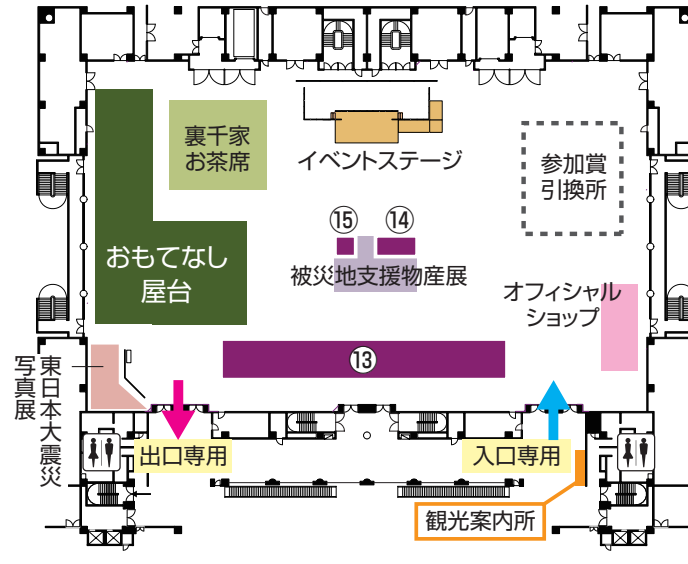 裏千家
お茶席
イベントステージ
参加賞
引換所
⑮
⑭
被災地支援物産展
おもてなし
屋台
オフィシャル
ショップ
⑬
東日本大震災
写真展
出口専用
入口専用
観光案内所